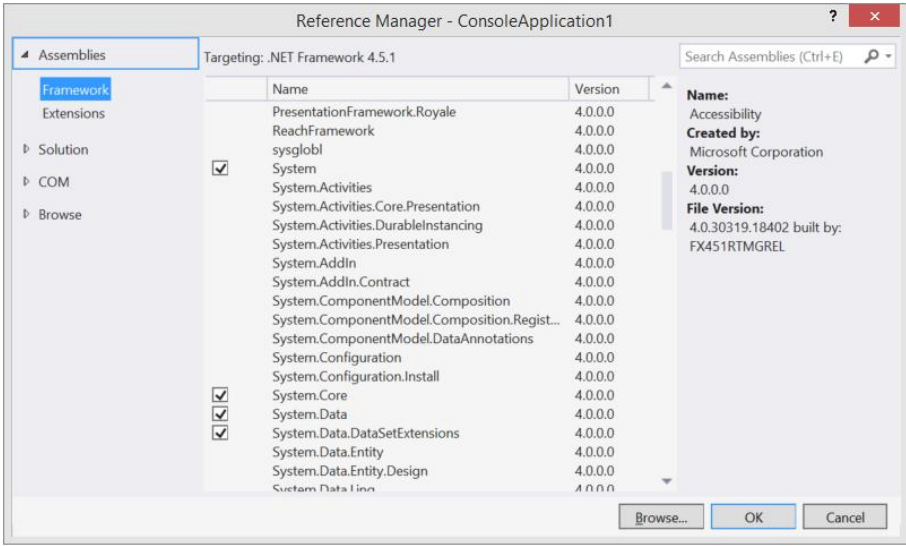 Reference Manager - ConsoleApplication1
? ×
Assemblies
Framework
Extensions
Solution
COM
Browse
Targeting: .NET Framework 4.5.1
Name Version
PresentationFramework.Royale 4.0.0.0
ReachFramework 4.0.0.0
sysglobl 4.0.0.0
System 4.0.0.0
System.Activities 4.0.0.0
System.Activities.Core.Presentation 4.0.0.0
System.Activities.DurableInstancing 4.0.0.0
System.Activities.Presentation 4.0.0.0
System.AddIn 4.0.0.0
System.AddIn.Contract 4.0.0.0
System.ComponentModel.Composition 4.0.0.0
System.ComponentModel.Composition.Regist... 4.0.0.0
System.ComponentModel.DataAnnotations 4.0.0.0
System.Configuration 4.0.0.0
System.Configuration.Install 4.0.0.0
System.Core 4.0.0.0
System.Data 4.0.0.0
System.Data.DataSetExtensions 4.0.0.0
System.Data.Entity 4.0.0.0
System.Data.Entity.Design 4.0.0.0
System.Data.Linq 4.0.0.0
Search Assemblies (Ctrl+E)
Name:
Accessibility
Created by:
Microsoft Corporation
Version:
4.0.0.0
File Version:
4.0.30319.18402 built by:
FX451RTMGREL
Browse... OK Cancel